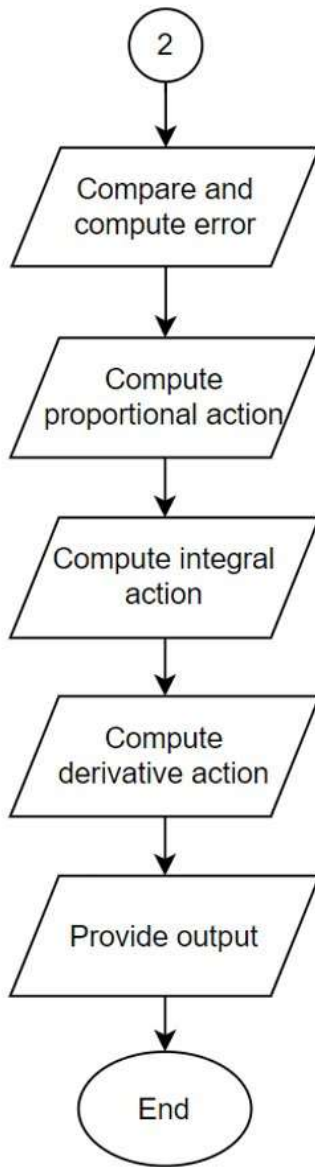 2
Compare and
compute error
Compute
proportional action
Compute integral
action
Compute
derivative action
Provide output
End